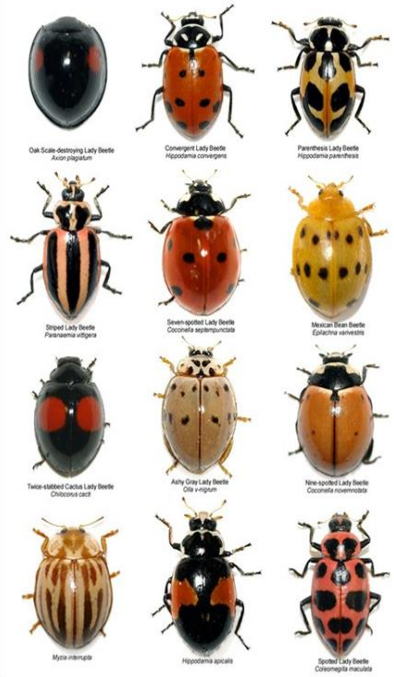 Oak Scale-destroying Lady Beetle
Axion plagiatum
Convergent Lady Beetle
Hippodamia convergens
Parenthesis Lady Beetle
Hippodamia parenthesis
Striped Lady Beetle
Paranaemia vittigera
Seven-spotted Lady Beetle
Coconella septempunctata
Mexican Bean Beetle
Epilachna varivestris
Twice-stabbed Cactus Lady Beetle
Chilocorus cacti
Ashy Gray Lady Beetle
Olla v-nigrum
Nine-spotted Lady Beetle
Coconella novemnotata
Myzia interrupta
Hippodamia apicalis
Spotted Lady Beetle
Coleomegilla maculata